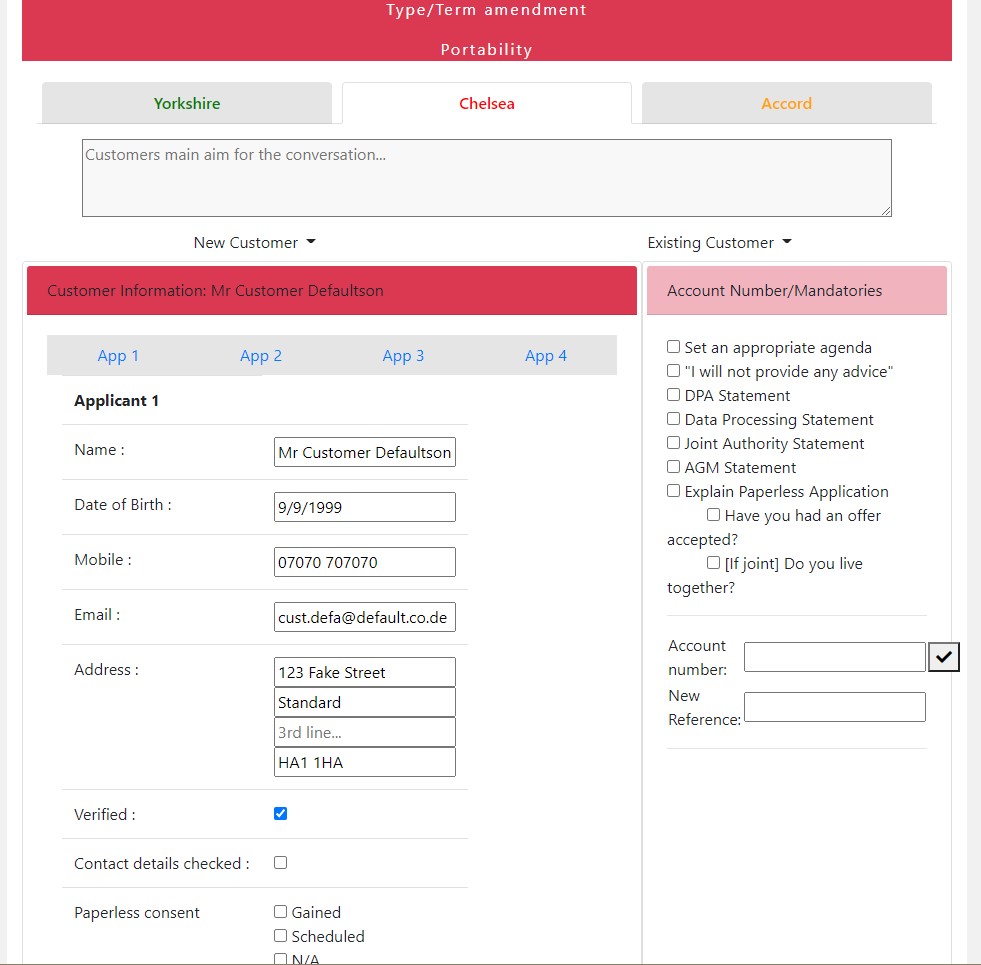 Type/Term amendment
Portability
Yorkshire
Chelsea
Accord
Customers main aim for the conversation...
New Customer
Existing Customer
Customer Information: Mr Customer Defaultson
App 1
App 2
App 3
App 4
Applicant 1
Name :
Mr Customer Defaultson
Date of Birth :
9/9/1999
Mobile :
07070 707070
Email :
cust.defa@default.co.de
Address :
123 Fake Street
Standard
3rd line...
HA1 1HA
Verified :
Contact details checked :
Paperless consent
Gained
Scheduled
N/A
Account Number/Mandatories
Set an appropriate agenda
"I will not provide any advice"
DPA Statement
Data Processing Statement
Joint Authority Statement
AGM Statement
Explain Paperless Application
Have you had an offer
accepted?
[If joint] Do you live
together?
Account
number:
New
Reference: